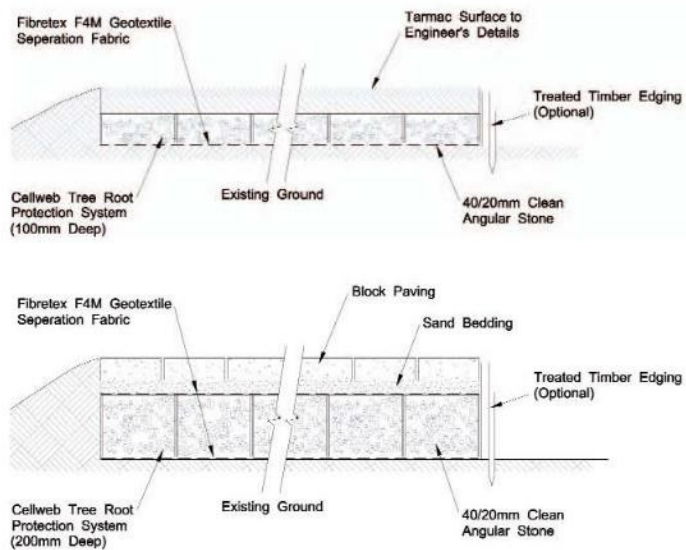 Fibretex F4M Geotextile
Seperation Fabric
Tarmac Surface to
Engineer's Details
Treated Timber Edging
(Optional)
Cellweb Tree Root
Protection System
(100mm Deep)
Existing Ground
40/20mm Clean
Angular Stone
Fibretex F4M Geotextile
Seperation Fabric
Block Paving
Sand Bedding
Treated Timber Edging
(Optional)
Cellweb Tree Root
Protection System
(200mm Deep)
Existing Ground
40/20mm Clean
Angular Stone